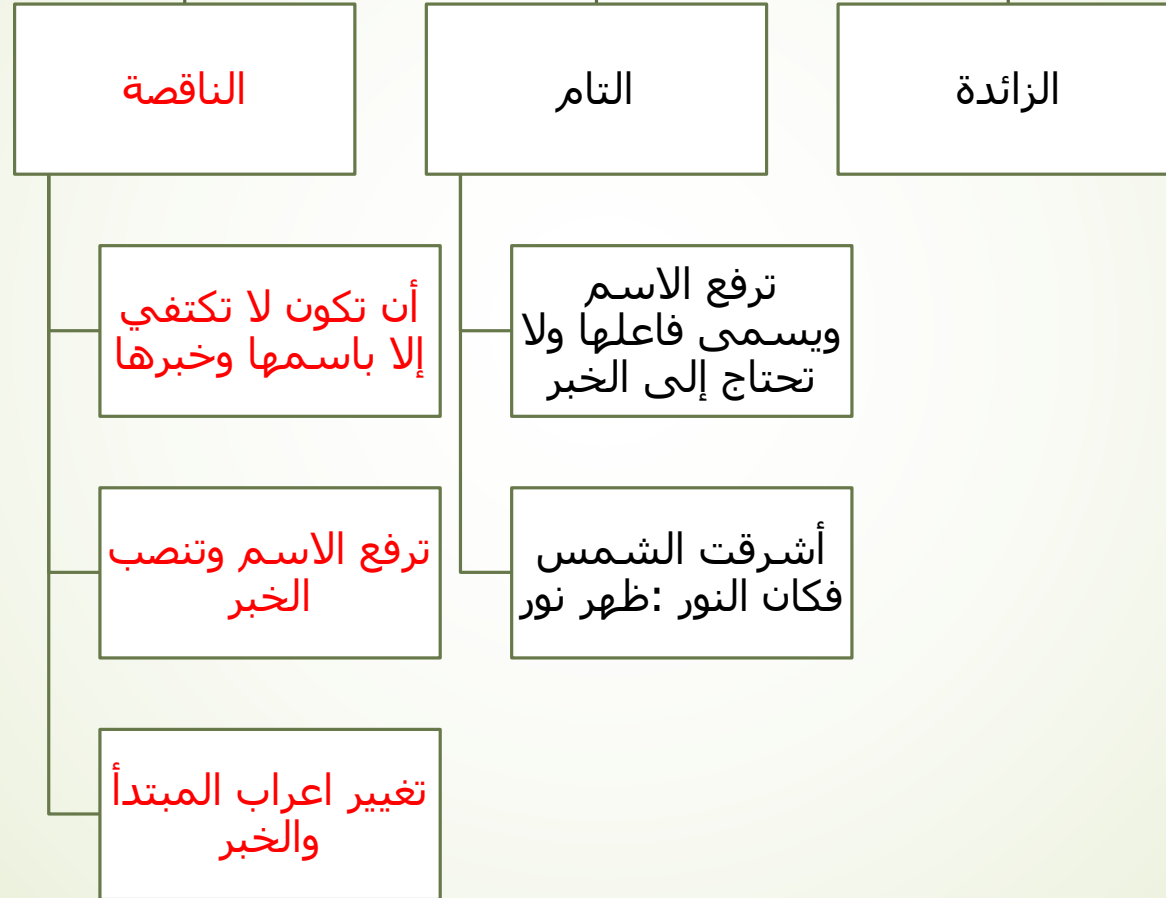 الزائدة
التام
ترفع الاسم
ويسمى فاعلها ولا
تحتاج إلى الخبر
أشرقت الشمس
فكان النور :ظهر نور
الناقصة
أن تكون لا تكتفي
إلا باسمها وخبرها
ترفع الاسم وتنصب
الخبر
تغيير اعراب المبتدأ
والخبر